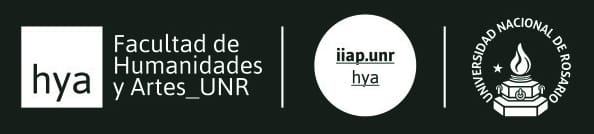 hya
Facultad de
Humanidades
y Artes_UNR
iiap.unr
hya
UNIVERSIDAD NACIONAL DE ROSARIO